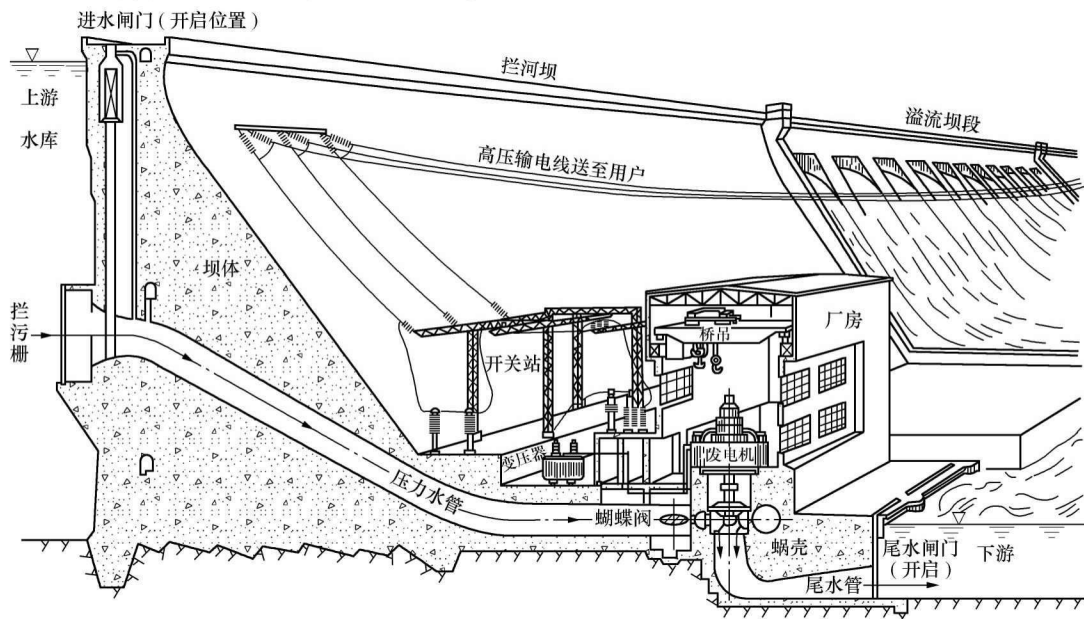 进水闸门(开启位置)
上游
水库
拦河坝
溢流坝段
高压输电线送至用户
坝体
拦
污
栅
厂房
桥吊
开关站
发电机
变压器
压力水管
蝴蝶阀
蜗壳
尾水闸门
(开启)
下游
尾水管